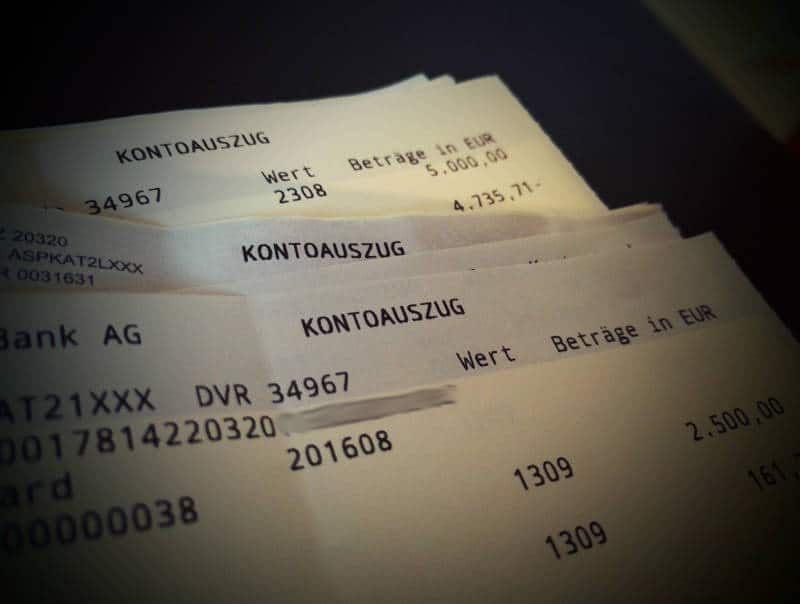 KONTOAUSZUG
Wert Beträge in EUR
34967 2308 5.000,00
4.735,71-
20320
ASPKAT2LXXX
R 0031631
KONTOAUSZUG
Bank AG
KONTOAUSZUG
Wert Beträge in EUR
AT21XXX DVR 34967
0017814220320
201608
ard
1309 2.500,00
00000038
1309 161,